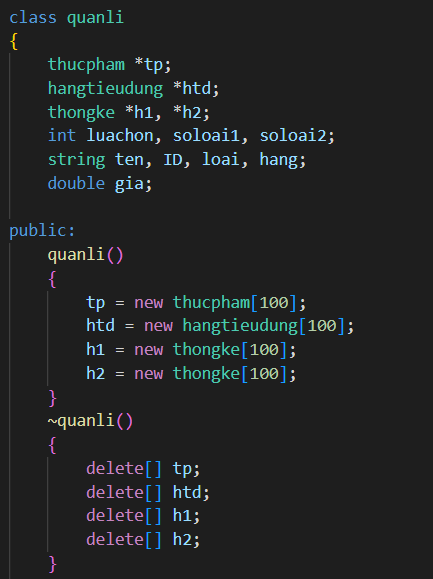 class quanli
{
    thucpham *tp;
    hangtieudung *htd;
    thongke *h1, *h2;
    int luachon, soloai1, soloai2;
    string ten, ID, loai, hang;
    double gia;
public:
    quanli()
    {
        tp = new thucpham[100];
        htd = new hangtieudung[100];
        h1 = new thongke[100];
        h2 = new thongke[100];
    }
    ~quanli()
    {
        delete[] tp;
        delete[] htd;
        delete[] h1;
        delete[] h2;
    }